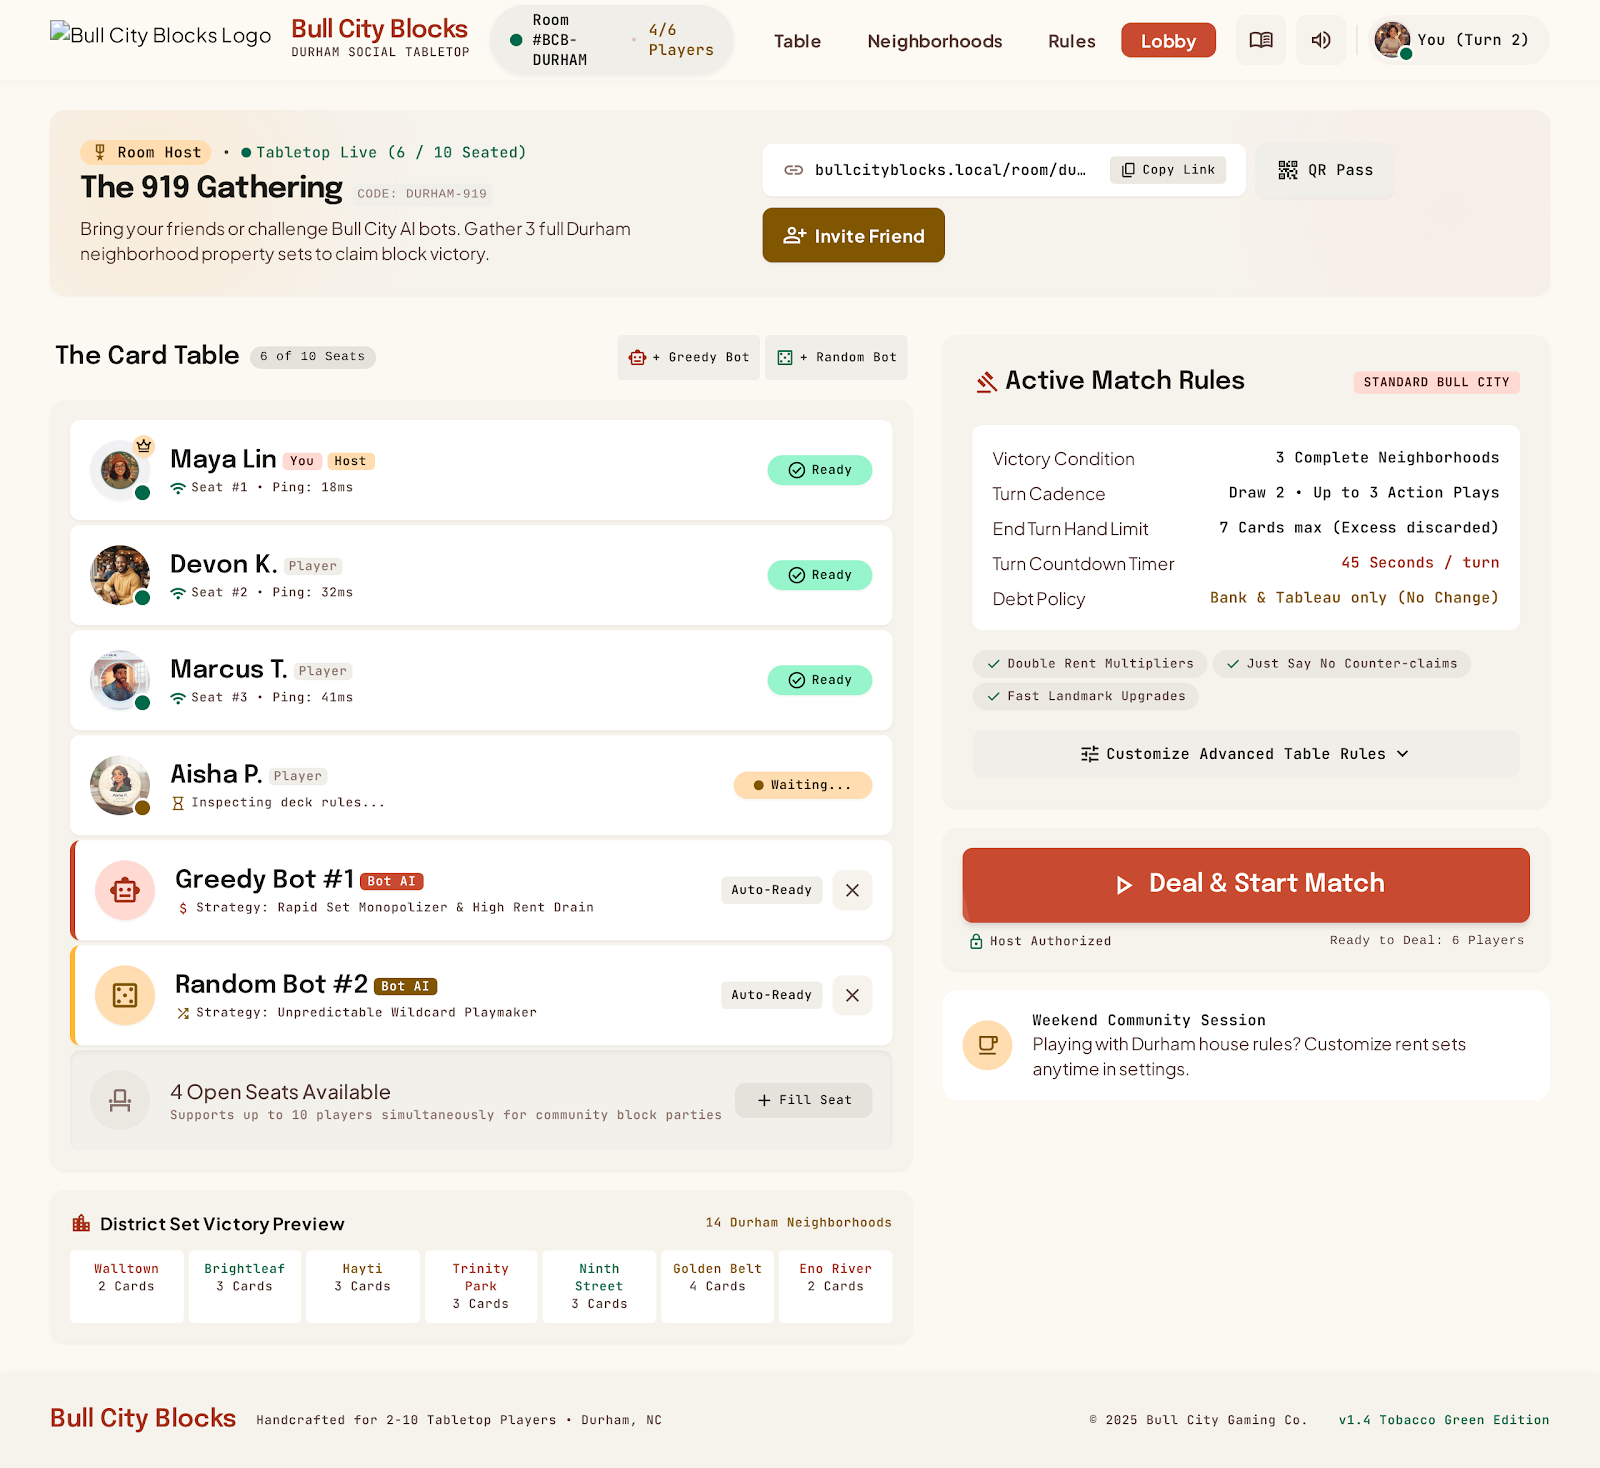 Bull City Blocks Logo
Bull City Blocks
DURHAM SOCIAL TABLETOP
Room
#BCB-
DURHAM
•
4/6
Players
Table
Neighborhoods
Rules
Lobby
You (Turn 2)
Room Host
• Tabletop Live (6 / 10 Seated)
The 919 Gathering
CODE: DURHAM-919
Bring your friends or challenge Bull City AI bots. Gather 3 full Durham
neighborhood property sets to claim block victory.
bullcityblocks.local/room/du…
Copy Link
QR Pass
Invite Friend
The Card Table
6 of 10 Seats
+ Greedy Bot
+ Random Bot
Maya Lin You Host
Seat #1 • Ping: 18ms
Ready
Devon K. Player
Seat #2 • Ping: 32ms
Ready
Marcus T. Player
Seat #3 • Ping: 41ms
Ready
Aisha P. Player
Inspecting deck rules...
Waiting...
Greedy Bot #1 Bot AI
$ Strategy: Rapid Set Monopolizer & High Rent Drain
Auto-Ready
Random Bot #2 Bot AI
Strategy: Unpredictable Wildcard Playmaker
Auto-Ready
4 Open Seats Available
Supports up to 10 players simultaneously for community block parties
Fill Seat
District Set Victory Preview
14 Durham Neighborhoods
Walltown
2 Cards
Brightleaf
3 Cards
Hayti
3 Cards
Trinity
Park
3 Cards
Ninth
Street
3 Cards
Golden Belt
4 Cards
Eno River
2 Cards
Active Match Rules
STANDARD BULL CITY
Victory Condition 3 Complete Neighborhoods
Turn Cadence Draw 2 • Up to 3 Action Plays
End Turn Hand Limit 7 Cards max (Excess discarded)
Turn Countdown Timer 45 Seconds / turn
Debt Policy Bank & Tableau only (No Change)
Double Rent Multipliers
Just Say No Counter-claims
Fast Landmark Upgrades
Customize Advanced Table Rules
Deal & Start Match
Host Authorized
Ready to Deal: 6 Players
Weekend Community Session
Playing with Durham house rules? Customize rent sets
anytime in settings.
Bull City Blocks
Handcrafted for 2-10 Tabletop Players • Durham, NC
© 2025 Bull City Gaming Co.
v1.4 Tobacco Green Edition